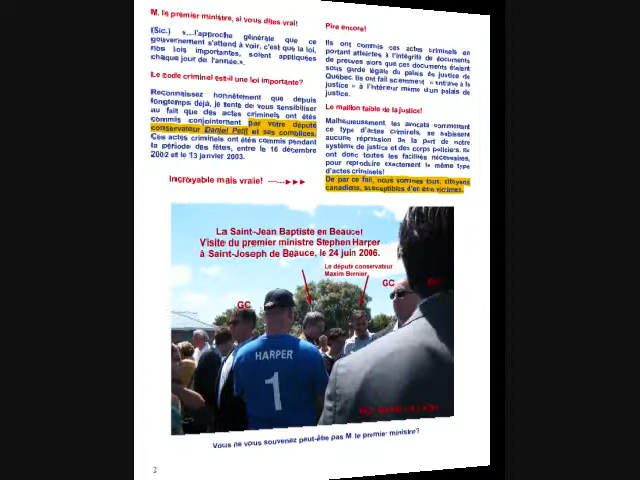 M. le premier ministre, si vous dites vrai!
(Sic.) «...l'approche générale que ce
gouvernement s'attend à voir, c'est que la loi,
nos lois importantes, soient appliquées
chaque jour de l'année.».
Le code criminel est-il une loi importante?
Reconnaissez honnêtement que depuis
longtemps déjà, je tente de vous sensibiliser
au fait que des actes criminels ont étés
commis conjointement par votre député
conservateur Daniel Petit et ses complices.
Ces actes criminels ont étés commis pendant
la période des fêtes, entre le 16 décembre
2002 et le 13 janvier 2003.
Incroyable mais vraie! ------►►►
Pire encore!
Ils ont commis ces actes criminels en
portant atteintes à l'intégrité de documents
de preuves alors que ces documents étaient
sous garde légale du palais de justice de
Québec. Ils ont fait sciemment « entrave à la
justice » à l'intérieur même d'un palais de
justice.
Le maillon faible de la justice!
Malheureusement, les avocats commettant
ce type d'actes criminels, ne subissent
aucune répression de la part de notre
système de justice et des corps policiers. Ils
ont donc toutes les facilités nécessaires,
pour reproduire exactement le même type
d'actes criminels!
De par ce fait, nous sommes tous, citoyens
canadiens, susceptibles d'en être victimes.
La Saint-Jean Baptiste en Beauce!
Visite du premier ministre Stephen Harper
à Saint-Joseph de Beauce, le 24 juin 2006.
Le député conservateur
Maxim Bernier
GC
GC
HARPER
1
Vous ne vous souvenez peut-être pas M. le premier ministre?
2